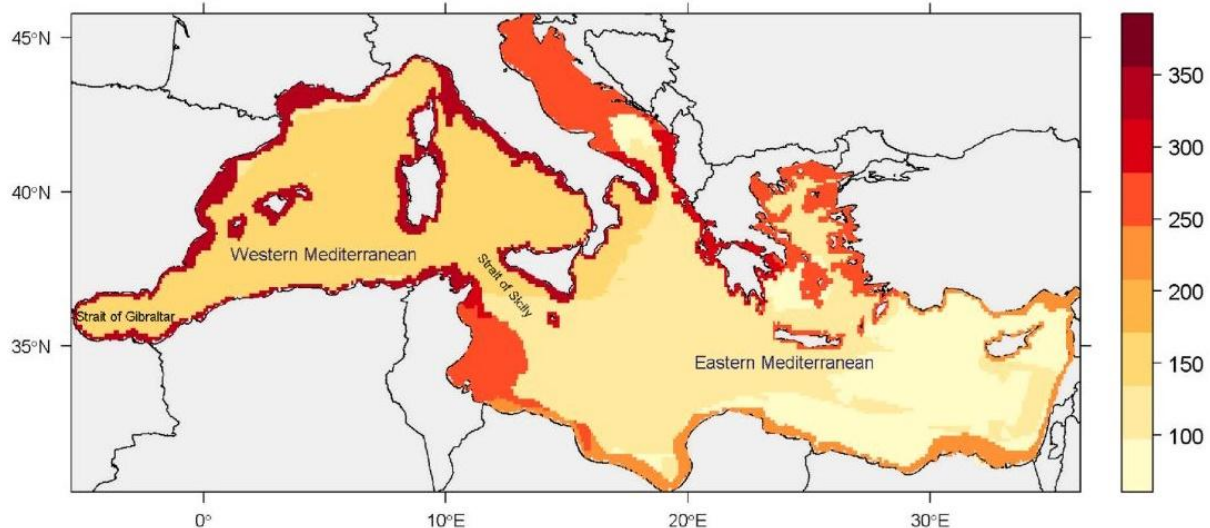 45°N
40°N
35°N
Western Mediterranean
Strait of Sicily
Strait of Gibraltar
Eastern Mediterranean
0°
10°E
20°E
30°E
350
300
250
200
150
100